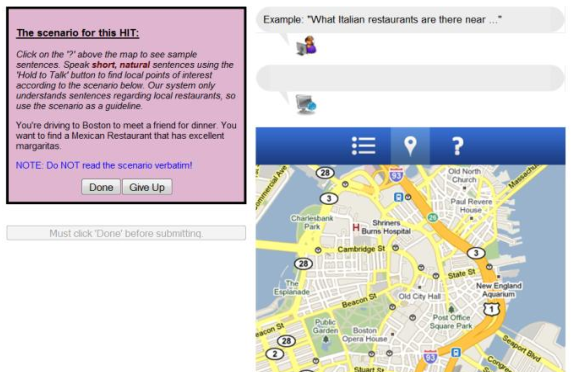 The scenario for this HIT:
Click on the '?' above the map to see sample
sentences. Speak short, natural sentences using the
'Hold to Talk' button to find local points of interest
according to the scenario below. Our system only
understands sentences regarding local restaurants, so
use the scenario as a guideline.
You're driving to Boston to meet a friend for dinner. You
want to find a Mexican Restaurant that has excellent
margaritas.
NOTE: Do NOT read the scenario verbatim!
Done Give Up
Must click 'Done' before submitting.
Example: "What Italian restaurants are there near ..."
?
28
93
Old North
Church
Commercial Ave
Massachu
3
Paul Revere
House
Charlesbank
Park
Shriners
Burns Hospital
H
28
Cambridge St
3
28
State St
The
Esplanade
New England
Aquarium
Old City Hall
1
Beacon St
Post Office
Square Park
Public
Garden
Boston
Opera House
eacon St
28
2
Seaport Blvd
93
Congre
Stuart St